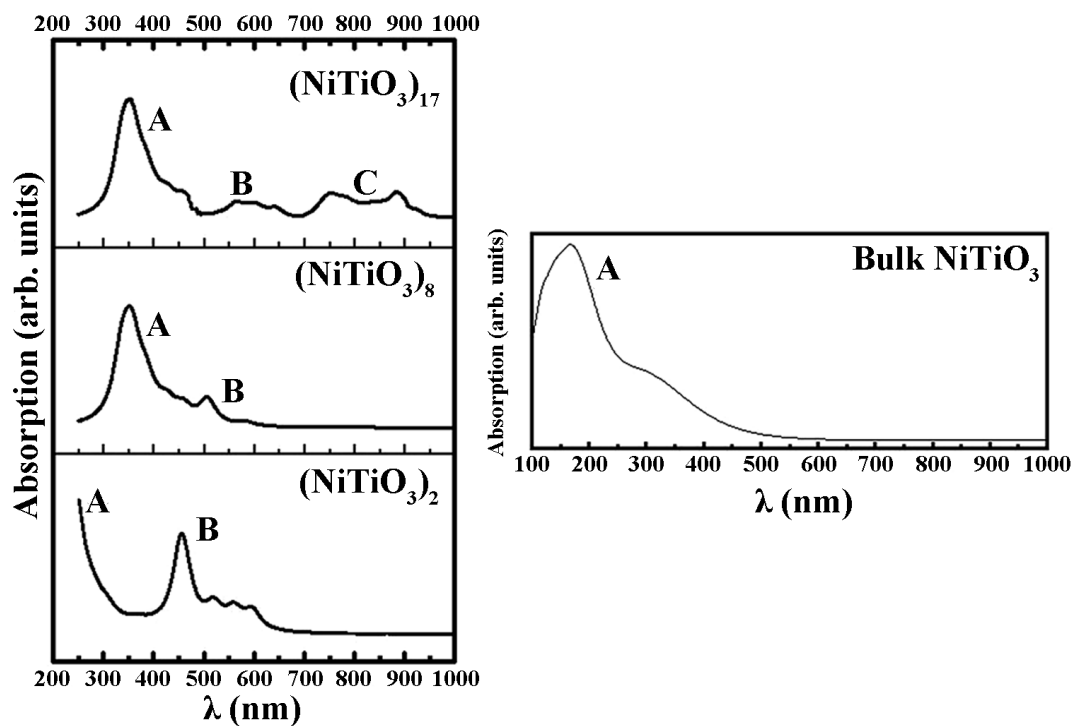 200 300 400 500 600 700 800 900 1000
(NiTiO₃)₁₇
A
B
C
(NiTiO₃)₈
A
B
(NiTiO₃)₂
A
B
Absorption (arb. units)
200 300 400 500 600 700 800 900 1000
λ (nm)
Bulk NiTiO₃
A
Absorption (arb. units)
100 200 300 400 500 600 700 800 900 1000
λ (nm)